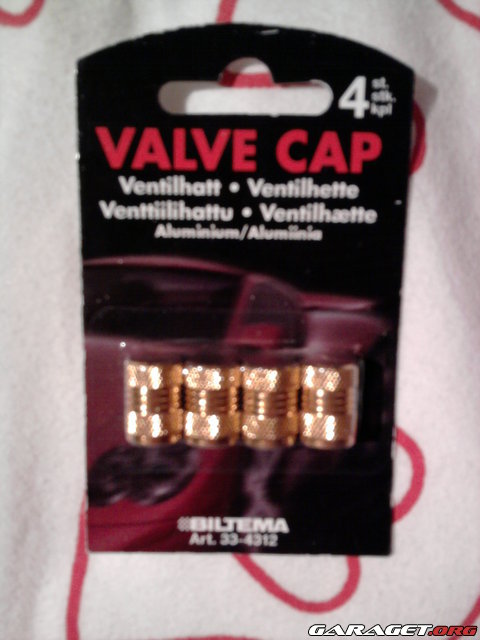 4 st.
stk.
kpl
VALVE CAP
Ventilhatt • Ventilhette
Venttiilihattu • Ventilhætte
Aluminium/Alumiinia
BILTEMA
Art. 33-4312
GARAGET.ORG